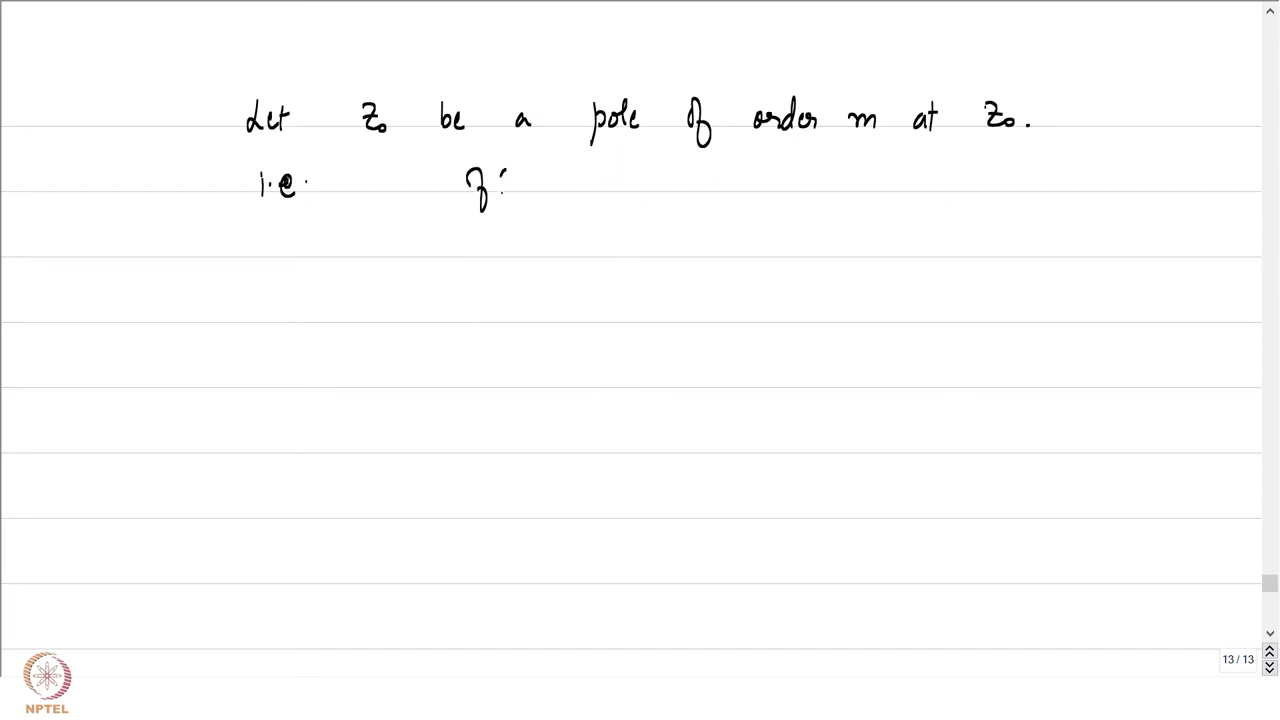 Let z₀ be a pole of order m at z₀.
i.e. f
13 / 13
NPTEL